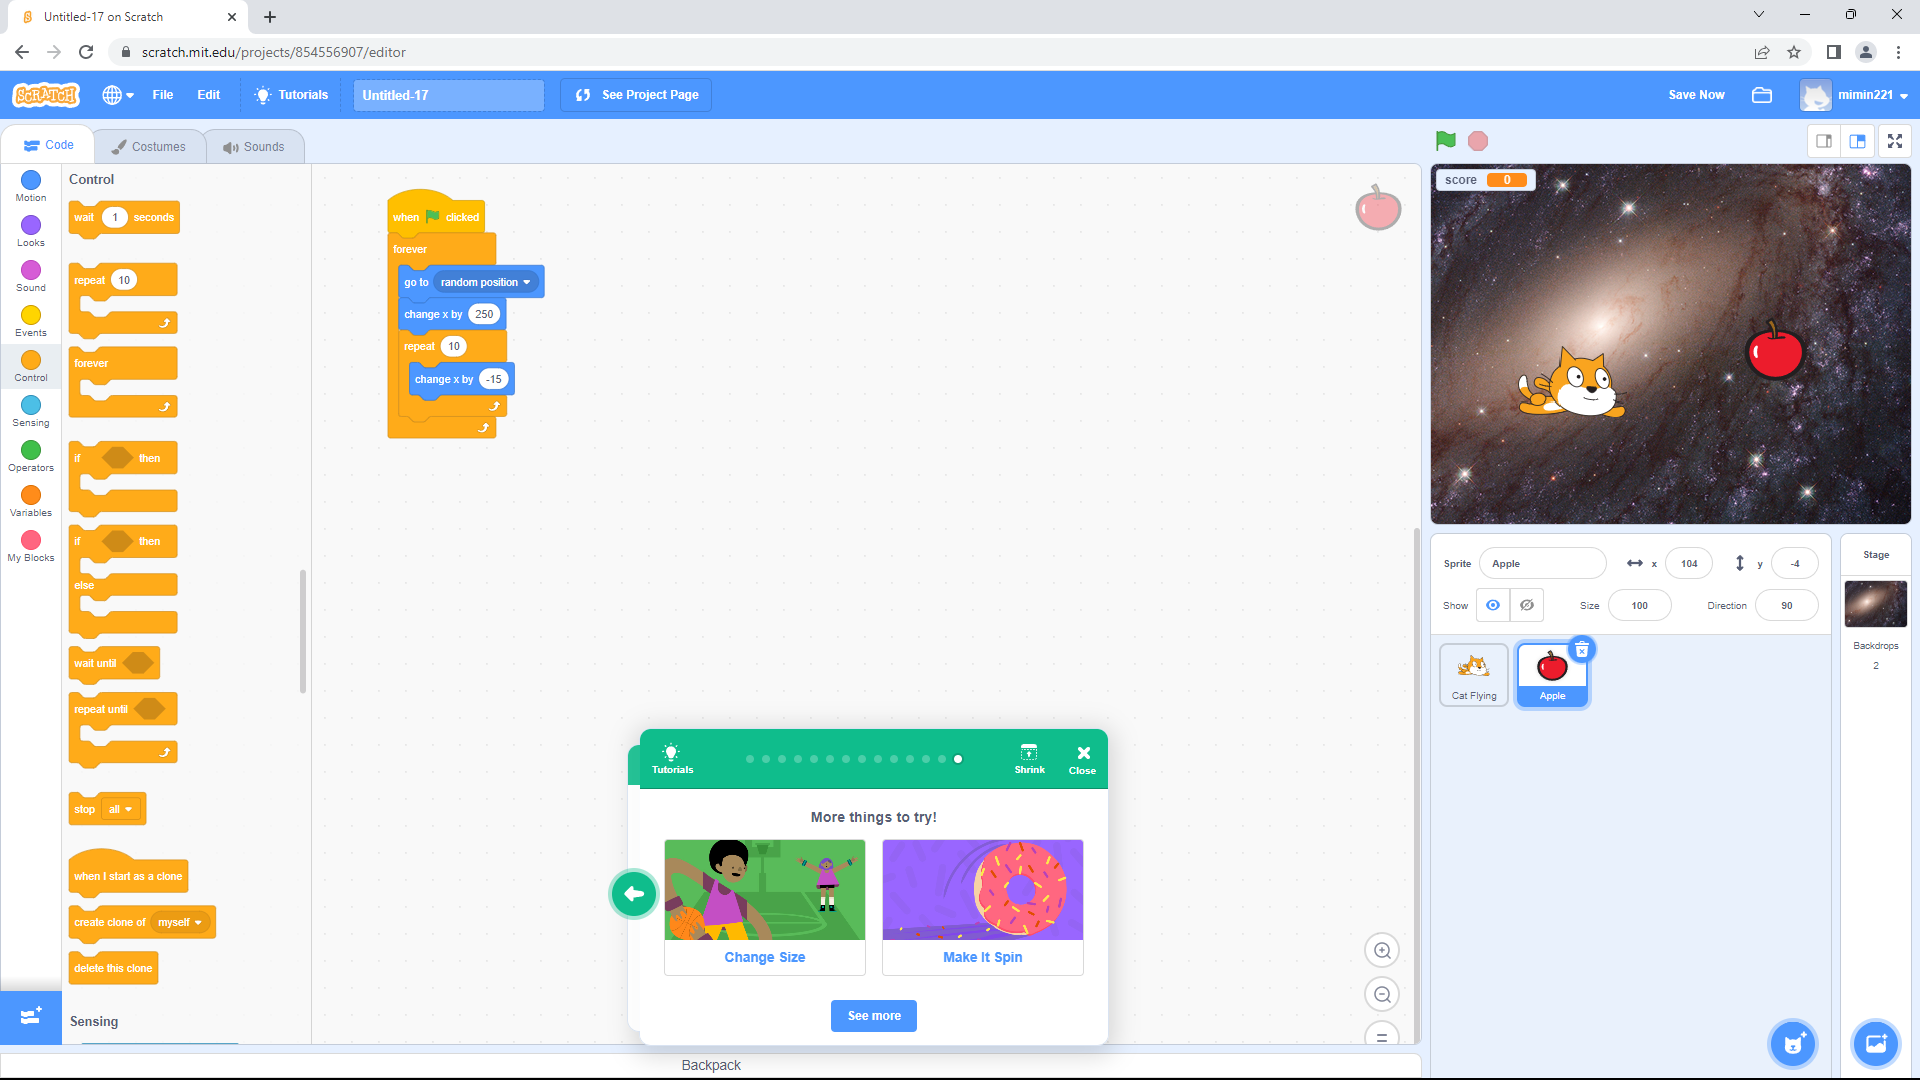 Untitled-17 on Scratch
scratch.mit.edu/projects/854556907/editor
SCRATCH File Edit Tutorials Untitled-17 See Project Page Save Now mimin221
Code Costumes Sounds
Motion
Looks
Sound
Events
Control
Sensing
Operators
Variables
My Blocks
Control
wait 1 seconds
repeat 10
forever
if then
if then
else
wait until
repeat until
stop all
when I start as a clone
create clone of myself
delete this clone
Sensing
when clicked
forever
go to random position
change x by 250
repeat 10
change x by -15
score 0
Sprite Apple x 104 y -4
Show Size 100 Direction 90
Cat Flying
Apple
Stage
Backdrops
2
Tutorials Shrink Close
More things to try!
Change Size Make It Spin
See more
Backpack